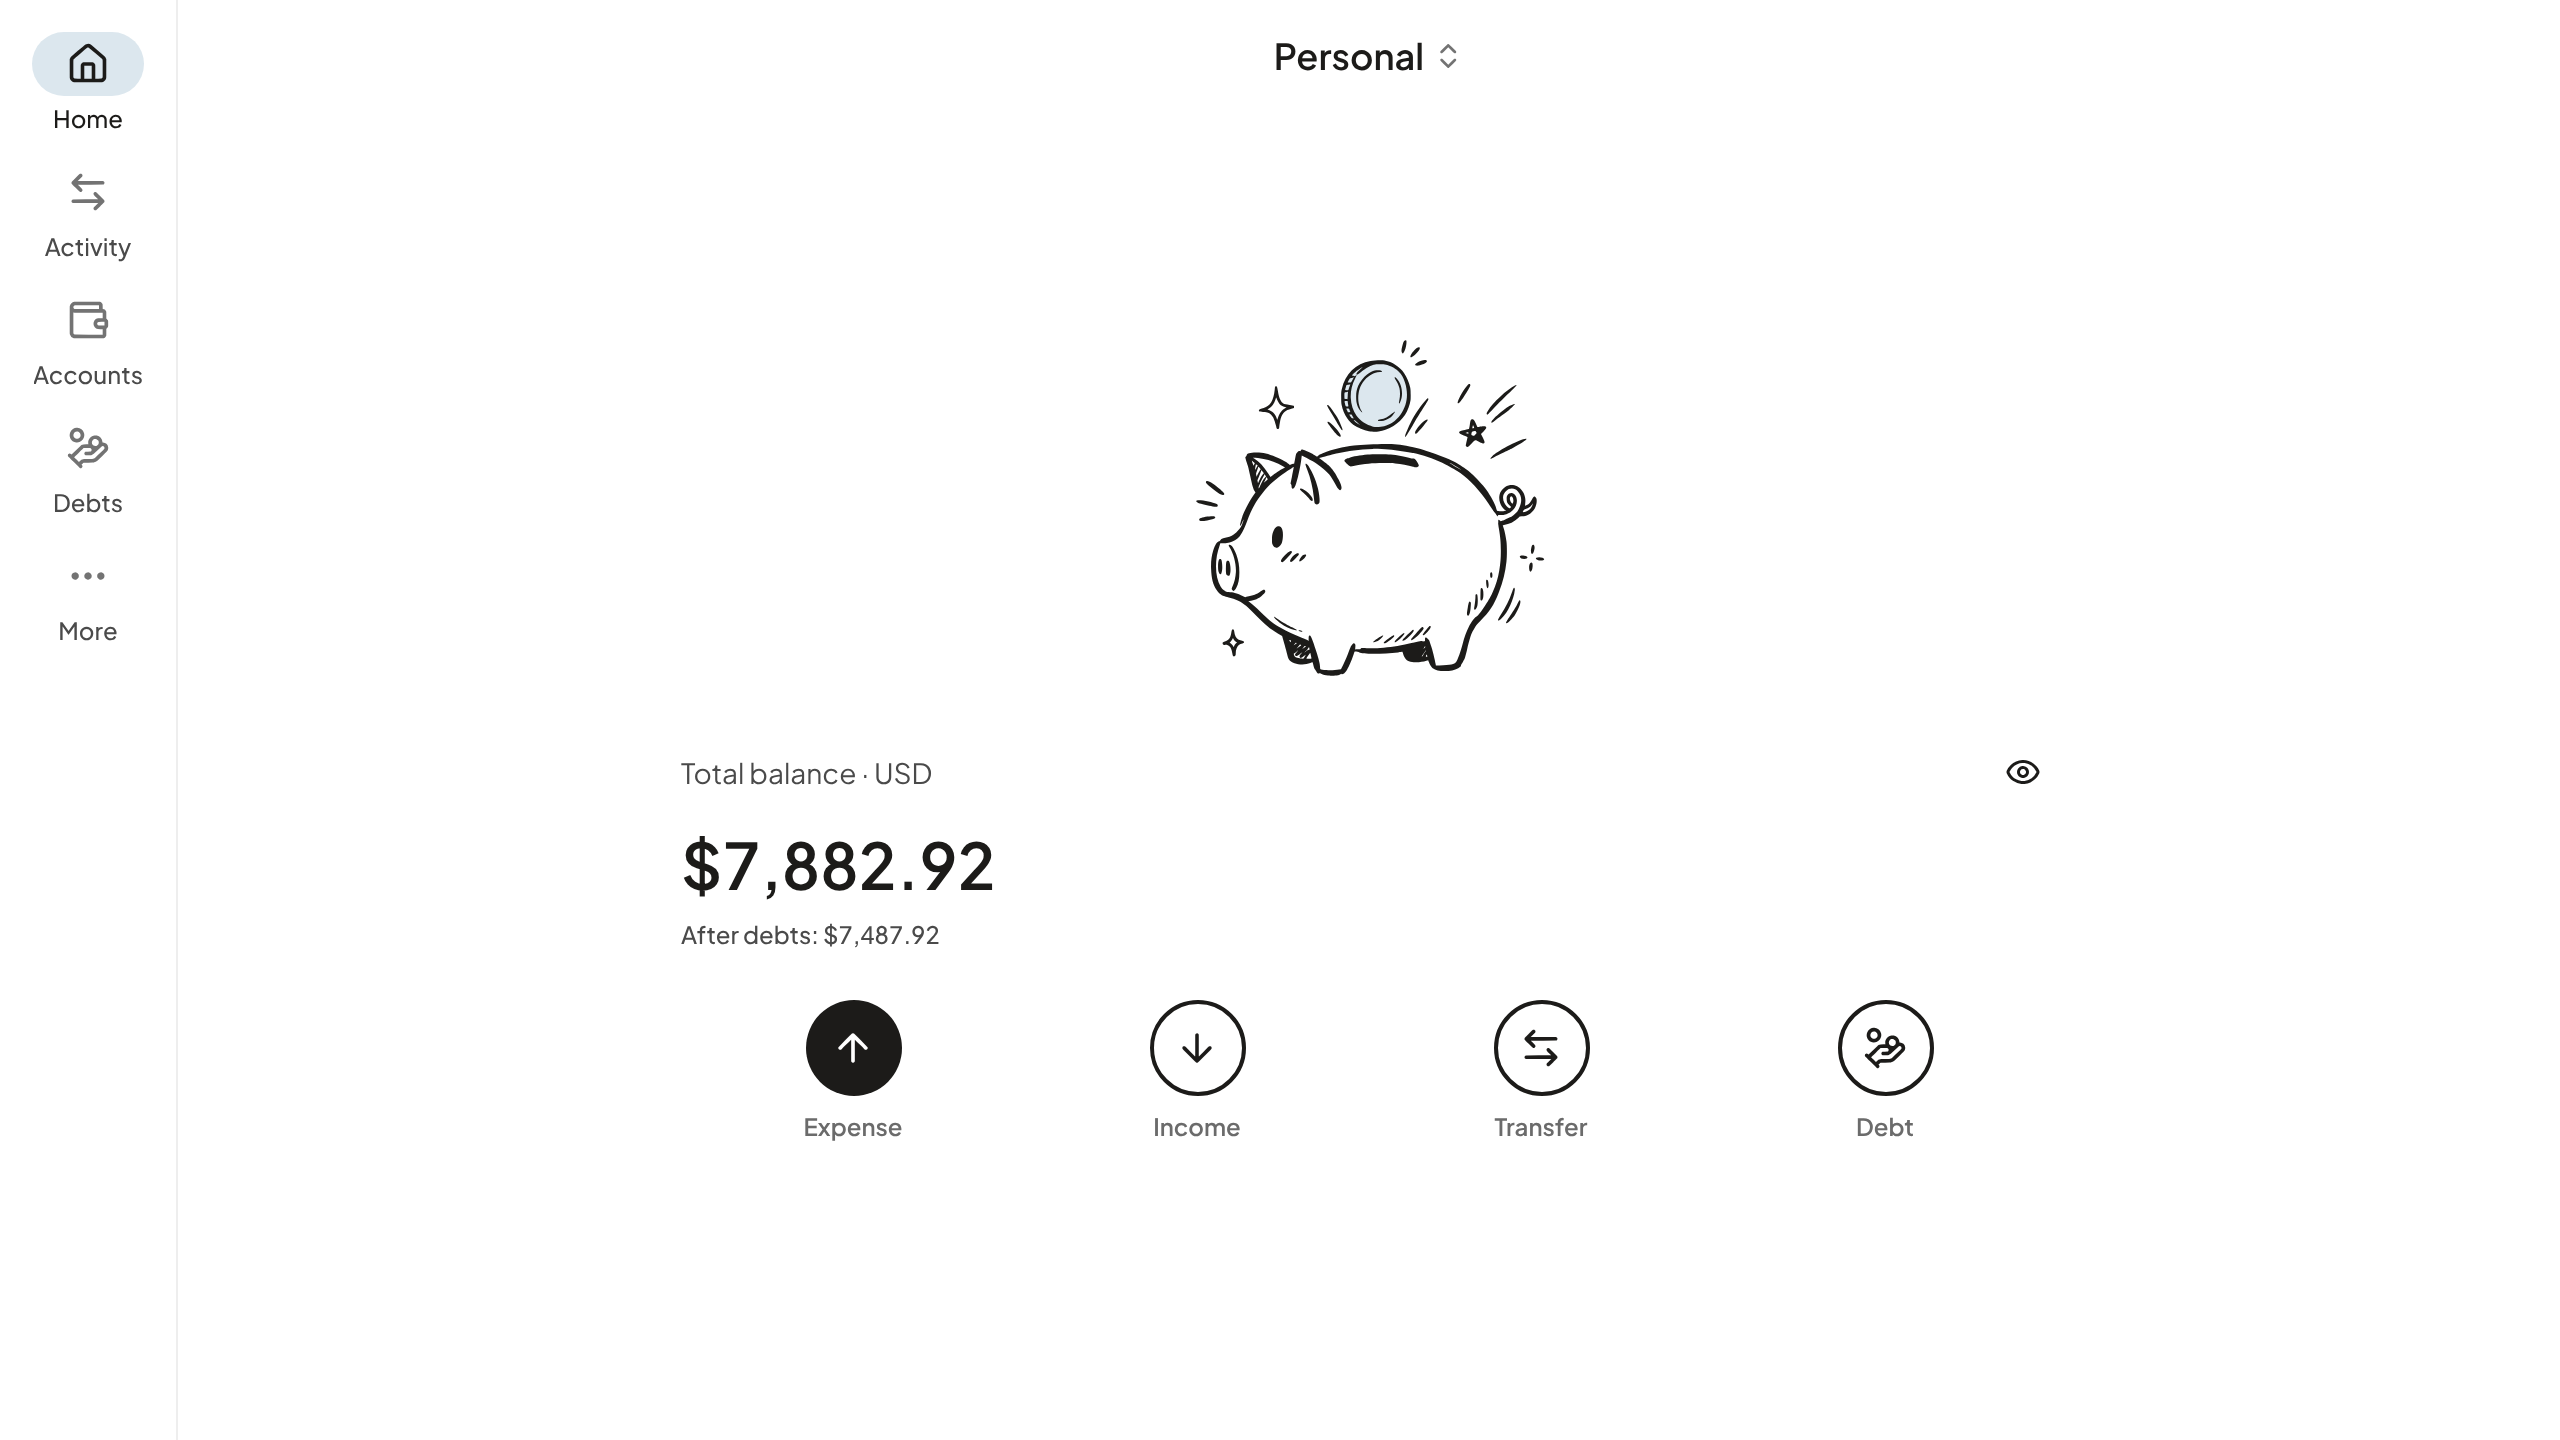 Personal
Home
Activity
Accounts
Debts
More
Total balance · USD
$7,882.92
After debts: $7,487.92
Expense
Income
Transfer
Debt